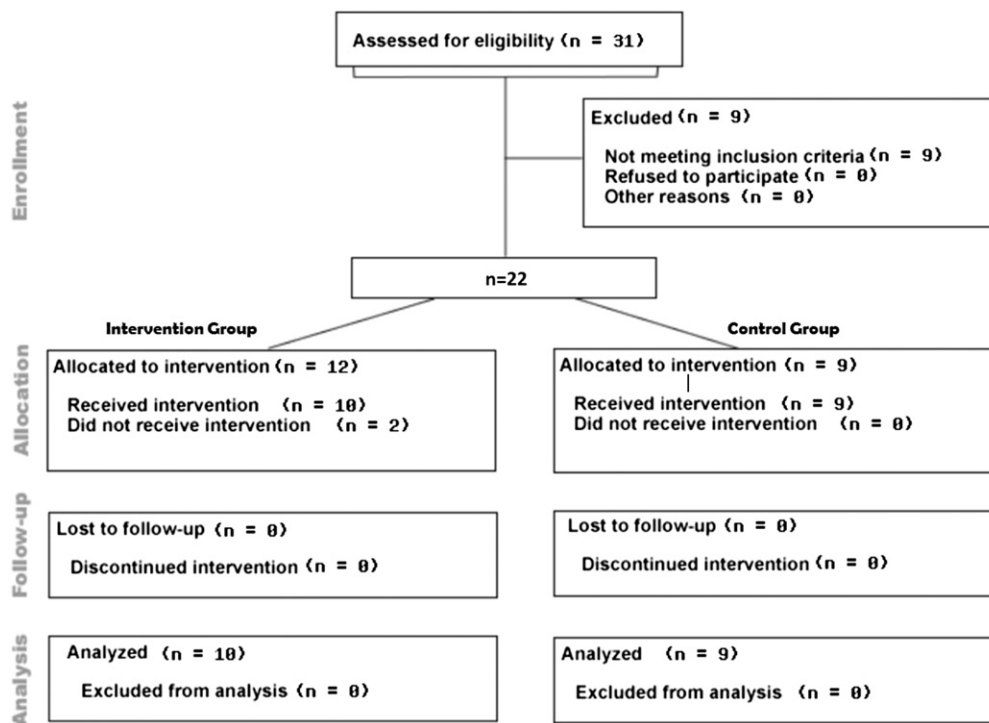 Assessed for eligibility (n = 31)
Enrollment
Excluded (n = 9)
Not meeting inclusion criteria (n = 9)
Refused to participate (n = 0)
Other reasons (n = 0)
n=22
Intervention Group
Control Group
Allocation
Allocated to intervention (n = 12)
Received intervention (n = 10)
Did not receive intervention (n = 2)
Allocated to intervention (n = 9)
Received intervention (n = 9)
Did not receive intervention (n = 0)
Follow-up
Lost to follow-up (n = 0)
Discontinued intervention (n = 0)
Lost to follow-up (n = 0)
Discontinued intervention (n = 0)
Analysis
Analyzed (n = 10)
Excluded from analysis (n = 0)
Analyzed (n = 9)
Excluded from analysis (n = 0)